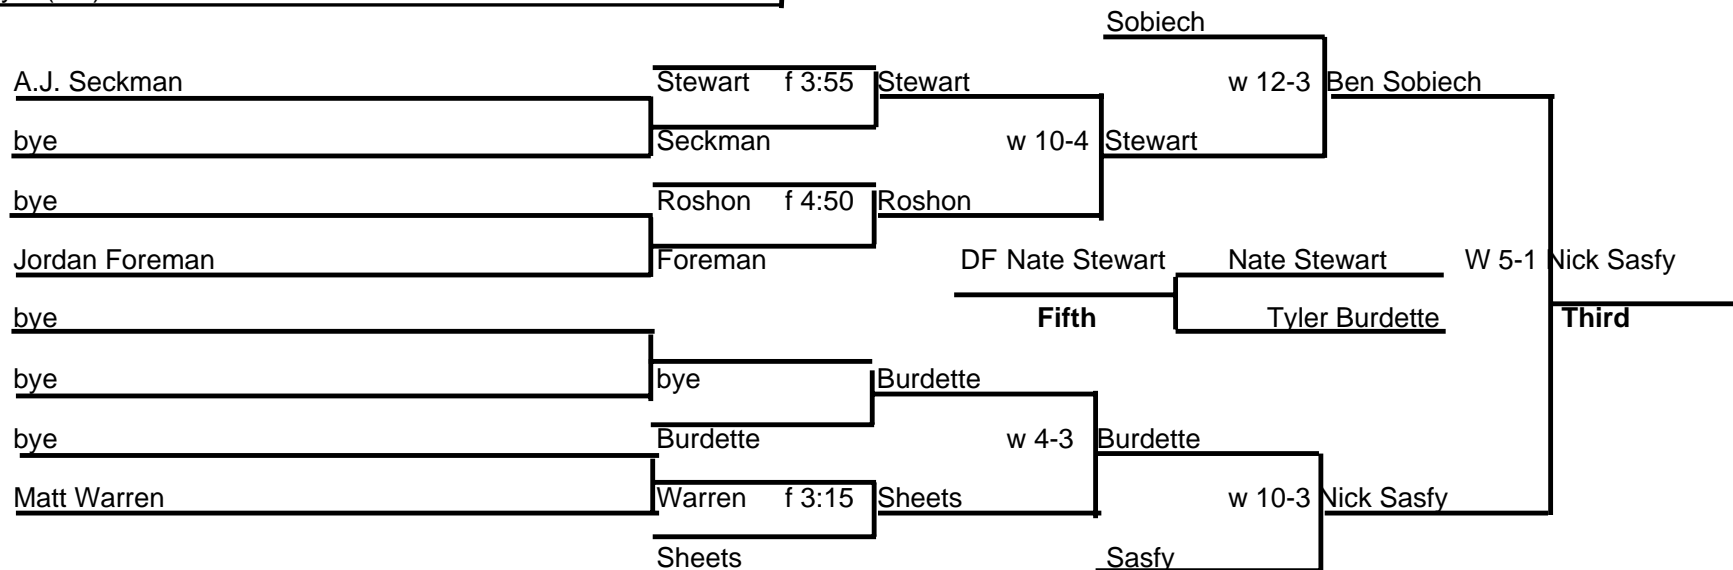 Sobiech
A.J. Seckman Stewart f 3:55 Stewart w 12-3 Ben Sobiech
bye Seckman w 10-4 Stewart
bye Roshon f 4:50 Roshon
Jordan Foreman Foreman DF Nate Stewart Nate Stewart W 5-1 Nick Sasfy
bye Fifth Tyler Burdette Third
bye bye Burdette
bye Burdette w 4-3 Burdette
Matt Warren Warren f 3:15 Sheets w 10-3 Nick Sasfy
Sheets Sasfy